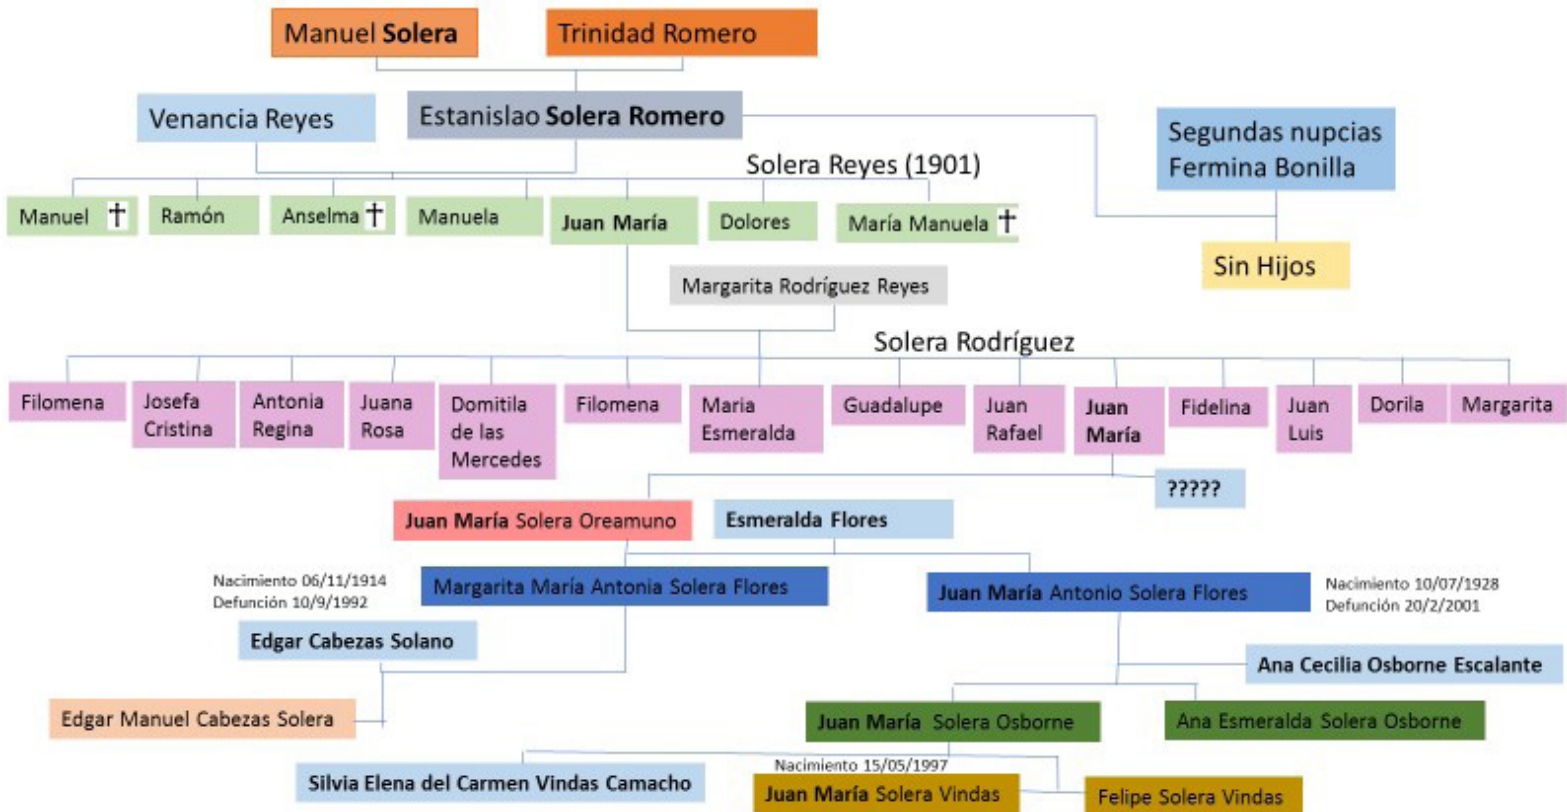 Manuel Solera
Trinidad Romero
Venancia Reyes
Estanislao Solera Romero
Segundas nupcias
Fermina Bonilla
Solera Reyes (1901)
Manuel †
Ramón
Anselma †
Manuela
Juan María
Dolores
María Manuela †
Sin Hijos
Margarita Rodríguez Reyes
Solera Rodríguez
Filomena
Josefa
Cristina
Antonia
Regina
Juana
Rosa
Domitila
de las
Mercedes
Filomena
Maria
Esmeralda
Guadalupe
Juan
Rafael
Juan
María
Fidelina
Juan
Luis
Dorila
Margarita
?????
Juan María Solera Oreamuno
Esmeralda Flores
Nacimiento 06/11/1914
Defunción 10/9/1992
Margarita María Antonia Solera Flores
Juan María Antonio Solera Flores
Nacimiento 10/07/1928
Defunción 20/2/2001
Edgar Cabezas Solano
Ana Cecilia Osborne Escalante
Edgar Manuel Cabezas Solera
Juan María Solera Osborne
Ana Esmeralda Solera Osborne
Silvia Elena del Carmen Vindas Camacho
Nacimiento 15/05/1997
Juan María Solera Vindas
Felipe Solera Vindas